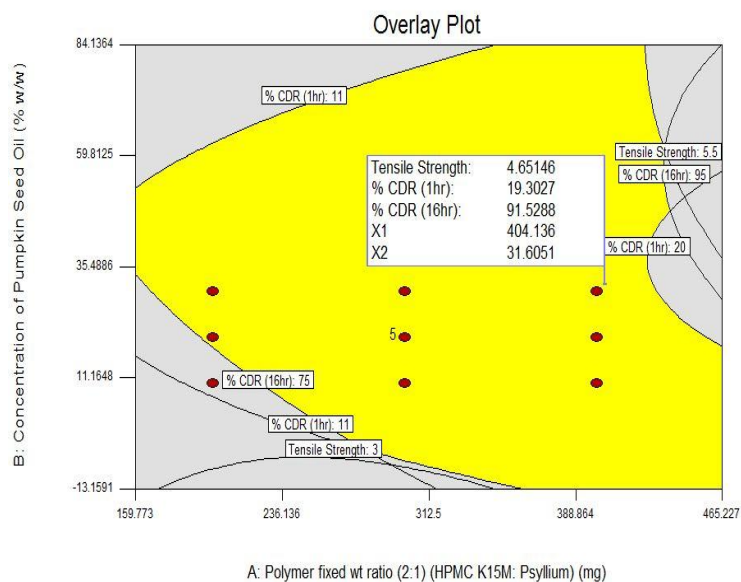 Overlay Plot
B: Concentration of Pumpkin Seed Oil (% w/w)
84.1364
59.8125
35.4886
11.1648
-13.1591
% CDR (1hr): 11
Tensile Strength: 4.65146
% CDR (1hr): 19.3027
% CDR (16hr): 91.5288
X1 404.136
X2 31.6051
Tensile Strength: 5.5
% CDR (16hr): 95
% CDR (1hr): 20
5
% CDR (16hr): 75
% CDR (1hr): 11
Tensile Strength: 3
159.773 236.136 312.5 388.864 465.227
A: Polymer fixed wt ratio (2:1) (HPMC K15M: Psyllium) (mg)